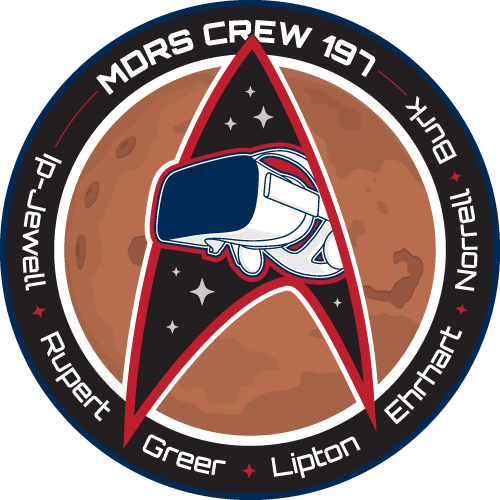 MDRS CREW 197
Ip-Jewell
Rupert
Greer
Lipton
Ehrhart
Norrell
Burk